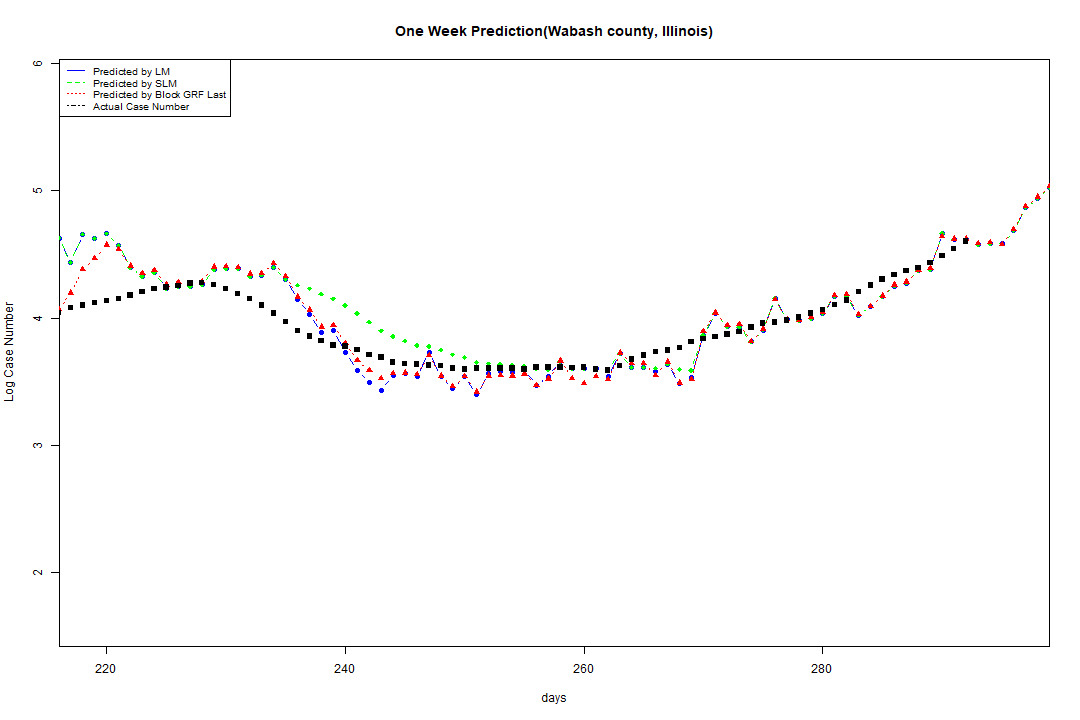 One Week Prediction(Wabash county, Illinois)
Predicted by LM
Predicted by SLM
Predicted by Block GRF Last
Actual Case Number
Log Case Number
6
5
4
3
2
220 240 260 280
days